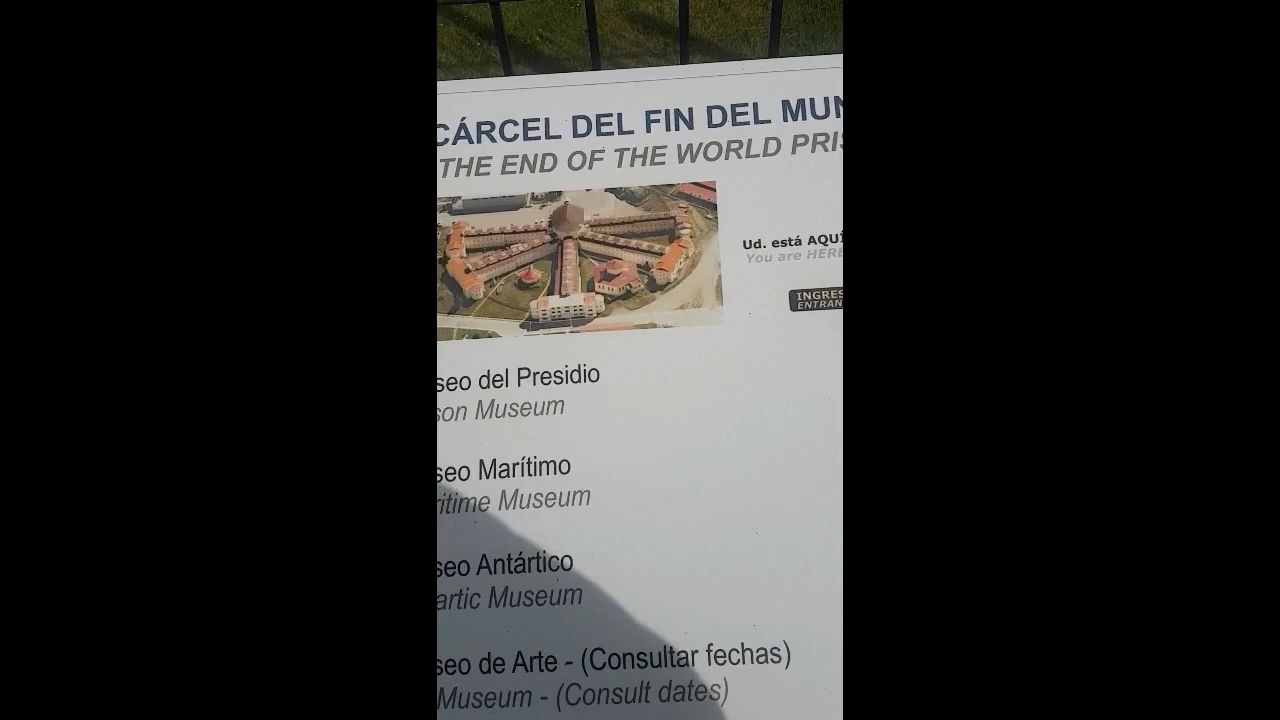 CÁRCEL DEL FIN DEL MUN
THE END OF THE WORLD PRIS
Ud. está AQUÍ
You are HERE
INGRES
ENTRAN
seo del Presidio
son Museum
seo Marítimo
ritime Museum
seo Antártico
artic Museum
seo de Arte - (Consultar fechas)
Museum - (Consult dates)